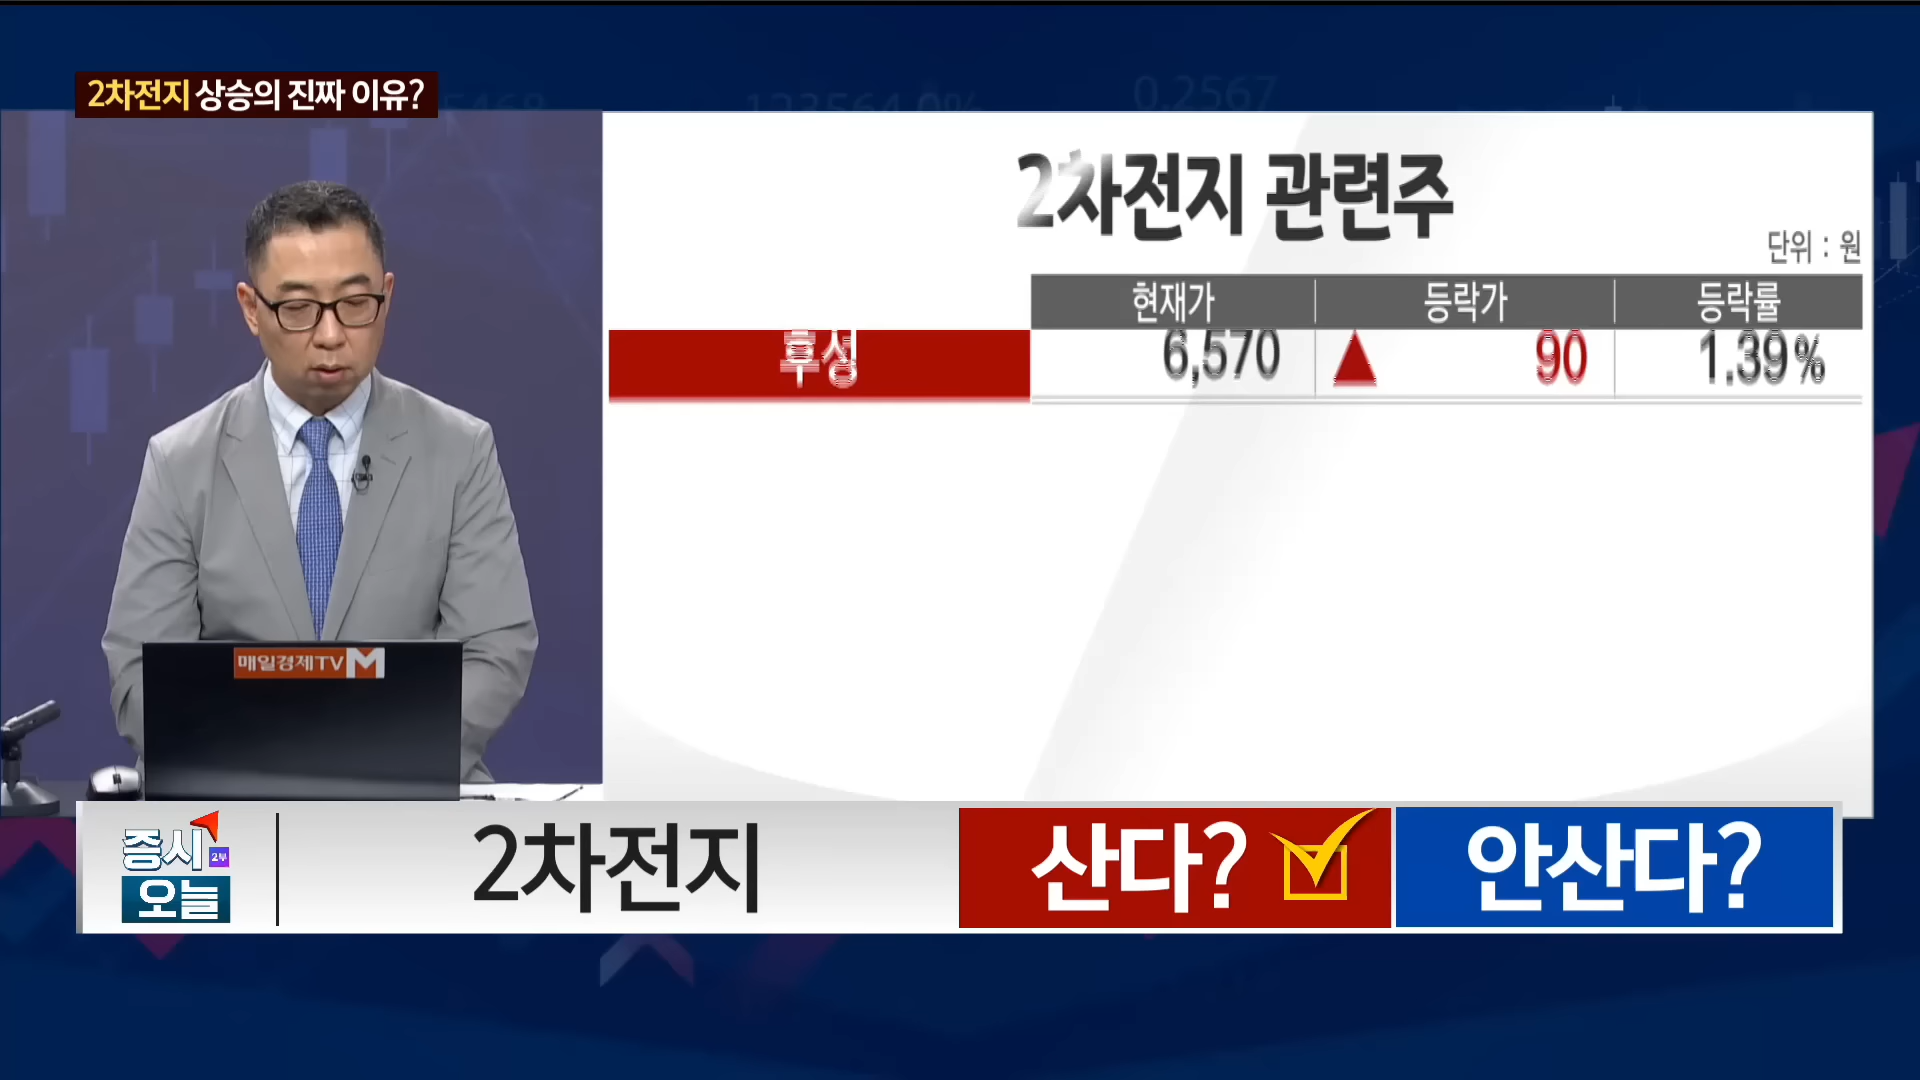 2차전지 상승의 진짜 이유?
0.2567
2차전지 관련주
단위 : 원
현재가 등락가 등락률
후성 6,570 ▲ 90 1.39%
매일경제TV M
증시 2부
오늘
2차전지 산다? 안산다?